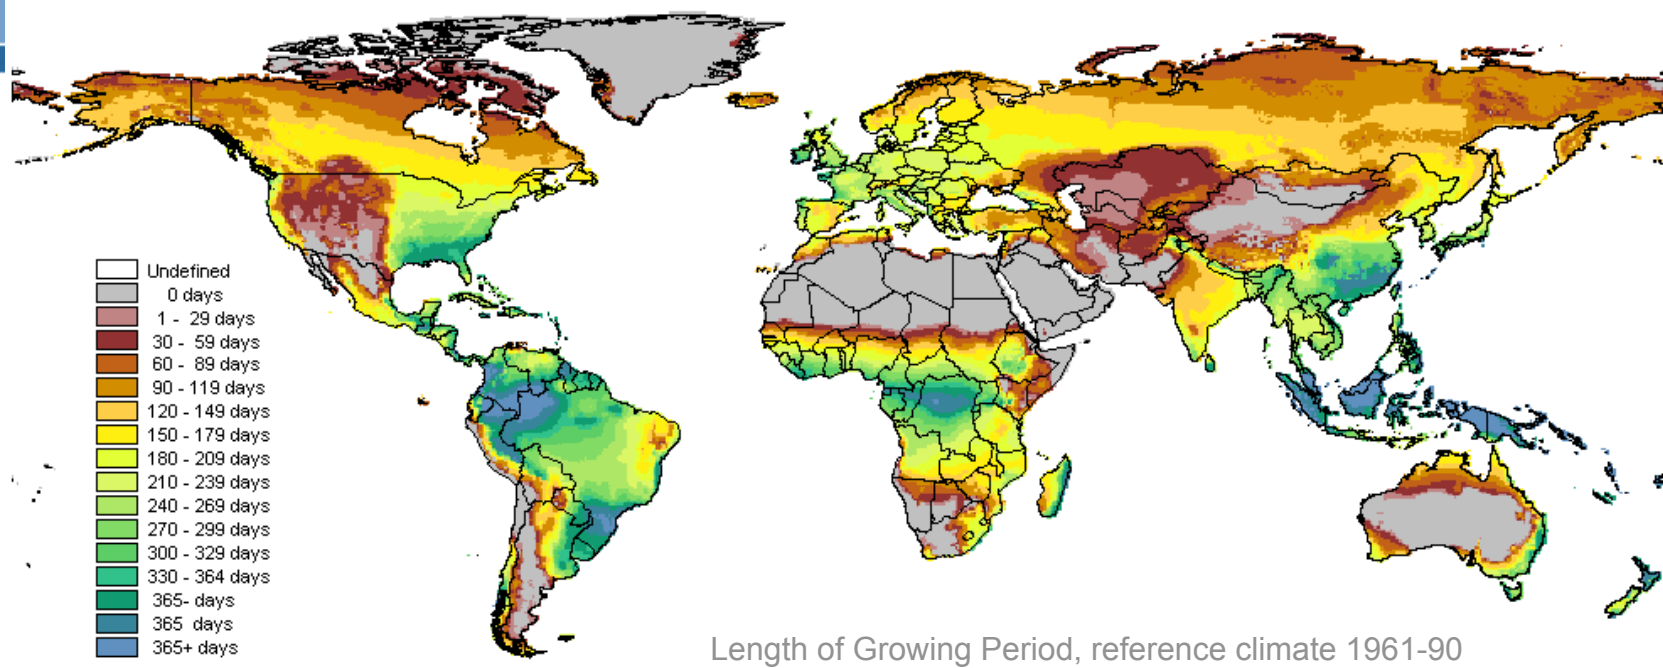 Undefined
0 days
1 - 29 days
30 - 59 days
60 - 89 days
90 - 119 days
120 - 149 days
150 - 179 days
180 - 209 days
210 - 239 days
240 - 269 days
270 - 299 days
300 - 329 days
330 - 364 days
365- days
365 days
365+ days
Length of Growing Period, reference climate 1961-90